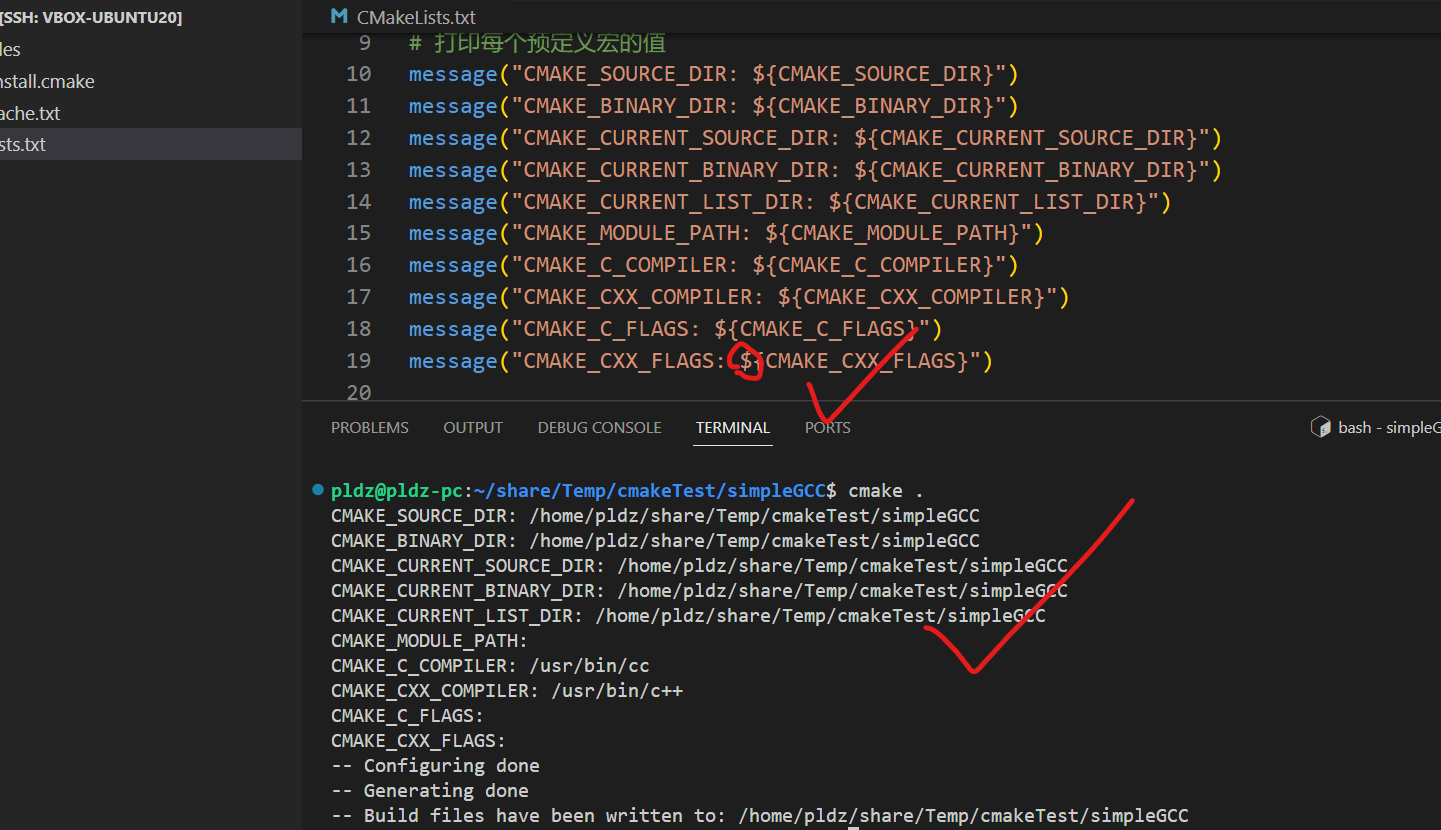 [SSH: VBOX-UBUNTU20]
les
nstall.cmake
ache.txt
sts.txt
CMakeLists.txt
9 # 打印每个预定义宏的值
10 message("CMAKE_SOURCE_DIR: ${CMAKE_SOURCE_DIR}")
11 message("CMAKE_BINARY_DIR: ${CMAKE_BINARY_DIR}")
12 message("CMAKE_CURRENT_SOURCE_DIR: ${CMAKE_CURRENT_SOURCE_DIR}")
13 message("CMAKE_CURRENT_BINARY_DIR: ${CMAKE_CURRENT_BINARY_DIR}")
14 message("CMAKE_CURRENT_LIST_DIR: ${CMAKE_CURRENT_LIST_DIR}")
15 message("CMAKE_MODULE_PATH: ${CMAKE_MODULE_PATH}")
16 message("CMAKE_C_COMPILER: ${CMAKE_C_COMPILER}")
17 message("CMAKE_CXX_COMPILER: ${CMAKE_CXX_COMPILER}")
18 message("CMAKE_C_FLAGS: ${CMAKE_C_FLAGS}")
19 message("CMAKE_CXX_FLAGS: ${CMAKE_CXX_FLAGS}")
20
PROBLEMS OUTPUT DEBUG CONSOLE TERMINAL PORTS bash - simpleG
pldz@pldz-pc:~/share/Temp/cmakeTest/simpleGCC$ cmake .
CMAKE_SOURCE_DIR: /home/pldz/share/Temp/cmakeTest/simpleGCC
CMAKE_BINARY_DIR: /home/pldz/share/Temp/cmakeTest/simpleGCC
CMAKE_CURRENT_SOURCE_DIR: /home/pldz/share/Temp/cmakeTest/simpleGCC
CMAKE_CURRENT_BINARY_DIR: /home/pldz/share/Temp/cmakeTest/simpleGCC
CMAKE_CURRENT_LIST_DIR: /home/pldz/share/Temp/cmakeTest/simpleGCC
CMAKE_MODULE_PATH:
CMAKE_C_COMPILER: /usr/bin/cc
CMAKE_CXX_COMPILER: /usr/bin/c++
CMAKE_C_FLAGS:
CMAKE_CXX_FLAGS:
-- Configuring done
-- Generating done
-- Build files have been written to: /home/pldz/share/Temp/cmakeTest/simpleGCC